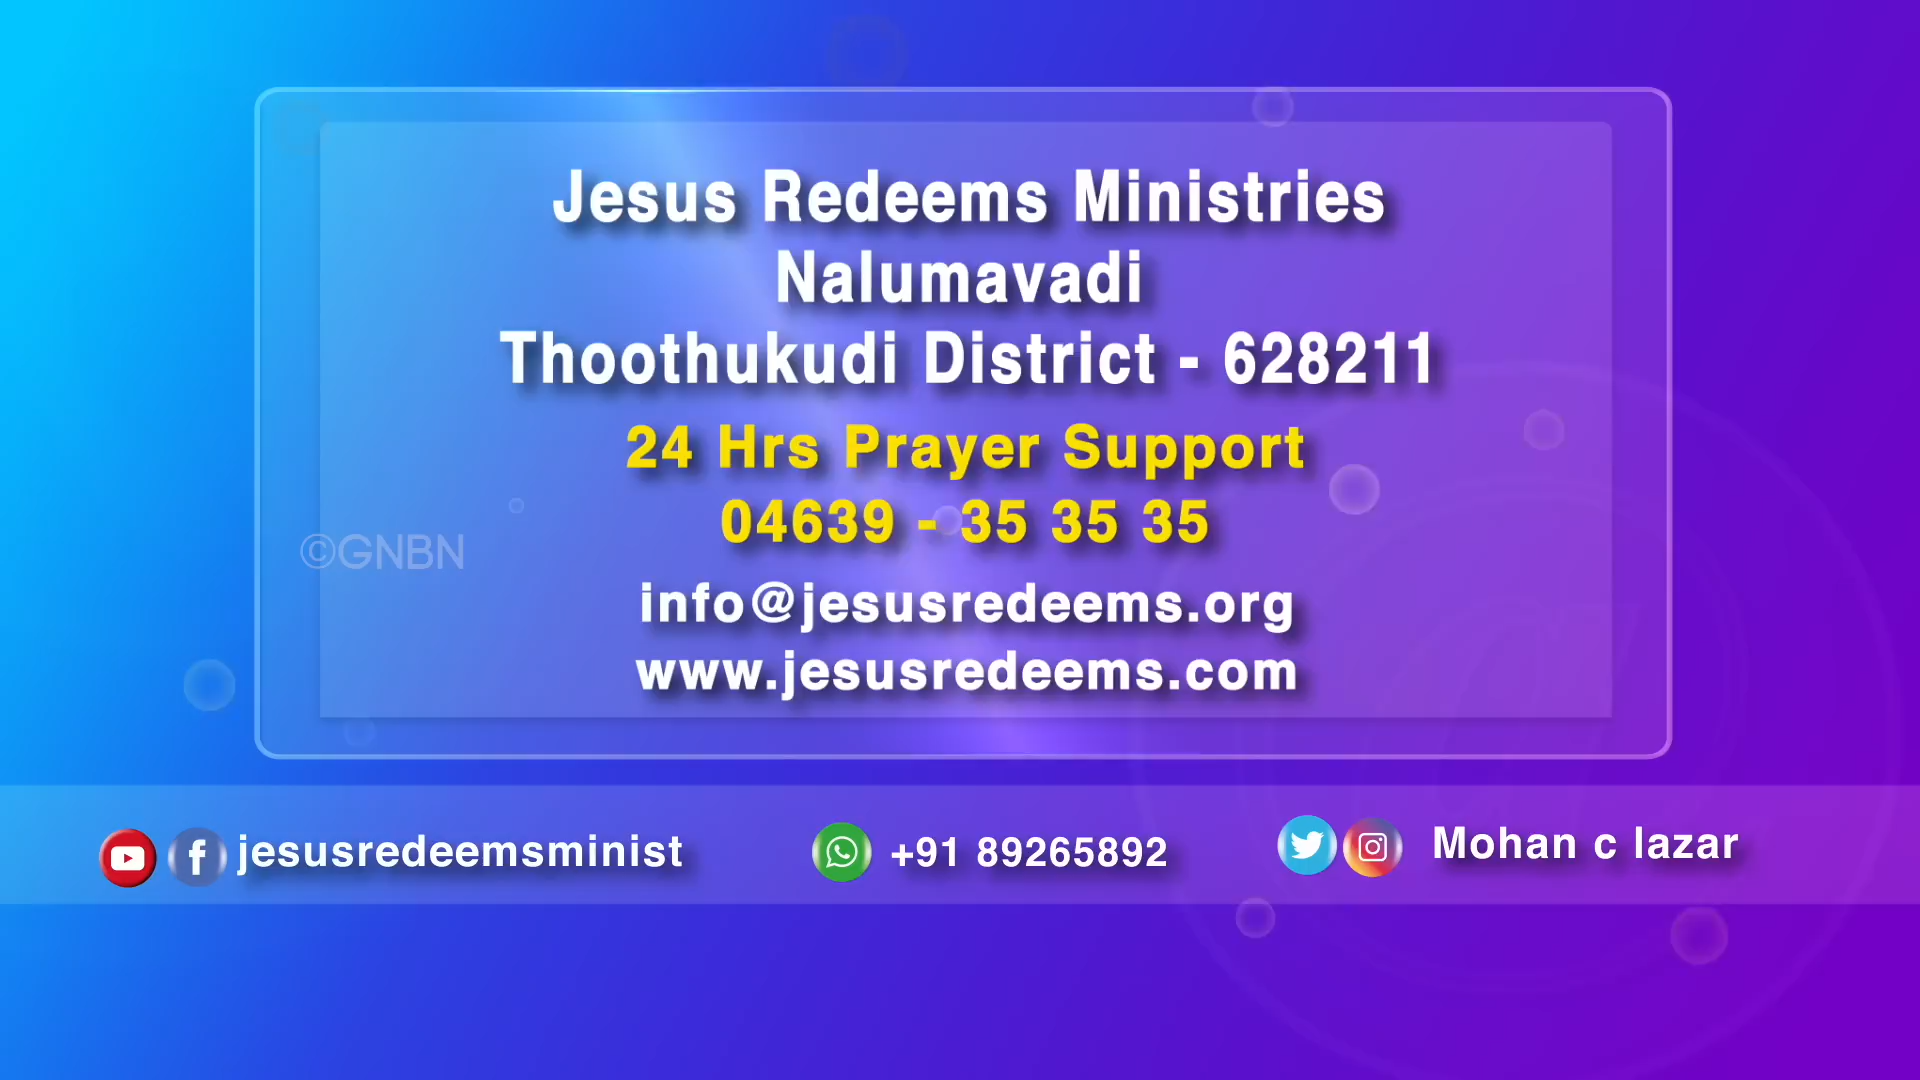 Jesus Redeems Ministries
Nalumavadi
Thoothukudi District - 628211
24 Hrs Prayer Support
04639 - 35 35 35
©GNBN
info@jesusredeems.org
www.jesusredeems.com
jesusredeemsminist
+91 89265892
Mohan c lazar